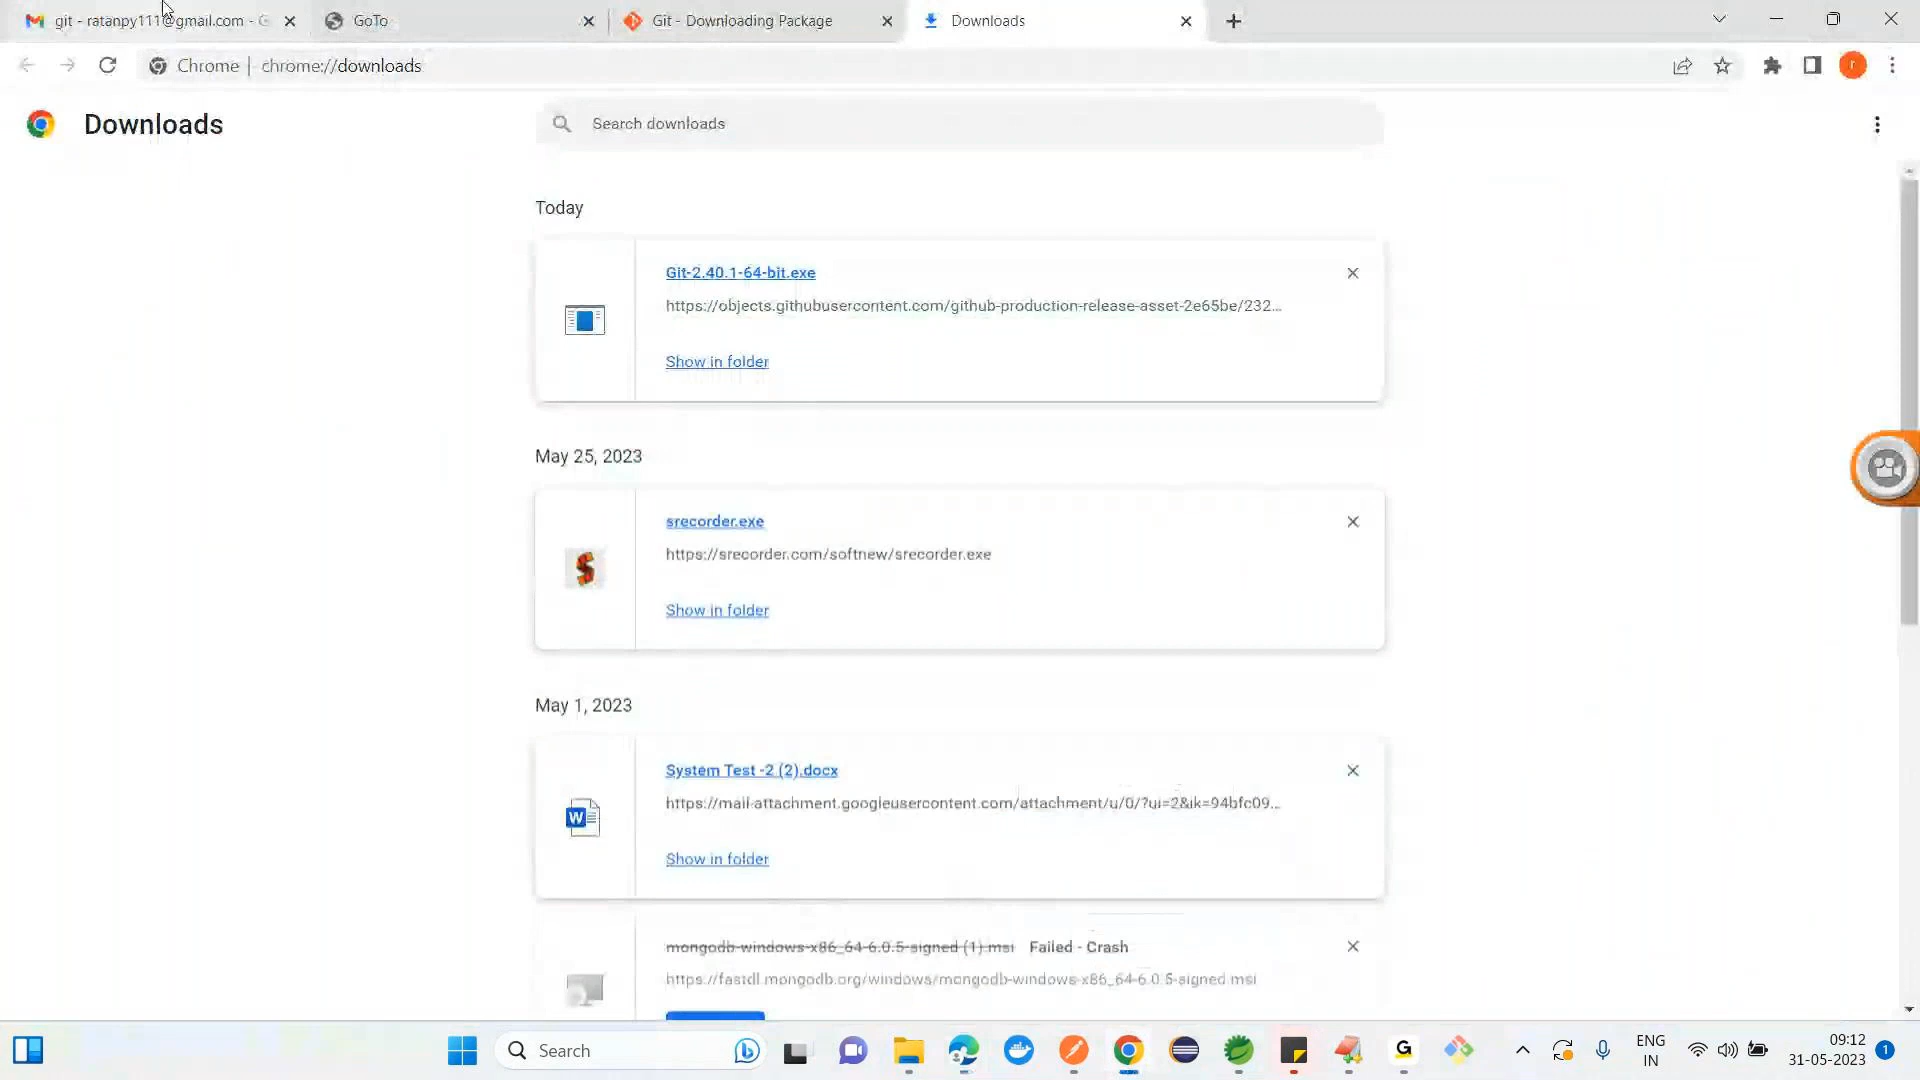 git - ratanpy111@gmail.com - G
GoTo
Git - Downloading Package
Downloads
Chrome | chrome://downloads
r
Downloads
Search downloads
Today
Git-2.40.1-64-bit.exe
https://objects.githubusercontent.com/github-production-release-asset-2e65be/232...
Show in folder
May 25, 2023
srecorder.exe
S
https://srecorder.com/softnew/srecorder.exe
Show in folder
May 1, 2023
System Test -2 (2).docx
W
https://mail-attachment.googleusercontent.com/attachment/u/0/?ui=2&ik=94bfc09...
Show in folder
mongodb-windows-x86_64-6.0.5-signed (1).msi Failed - Crash
https://fastdl.mongodb.org/windows/mongodb-windows-x86_64-6.0.5-signed.msi
Search
G
ENG
IN
09:12
31-05-2023
1